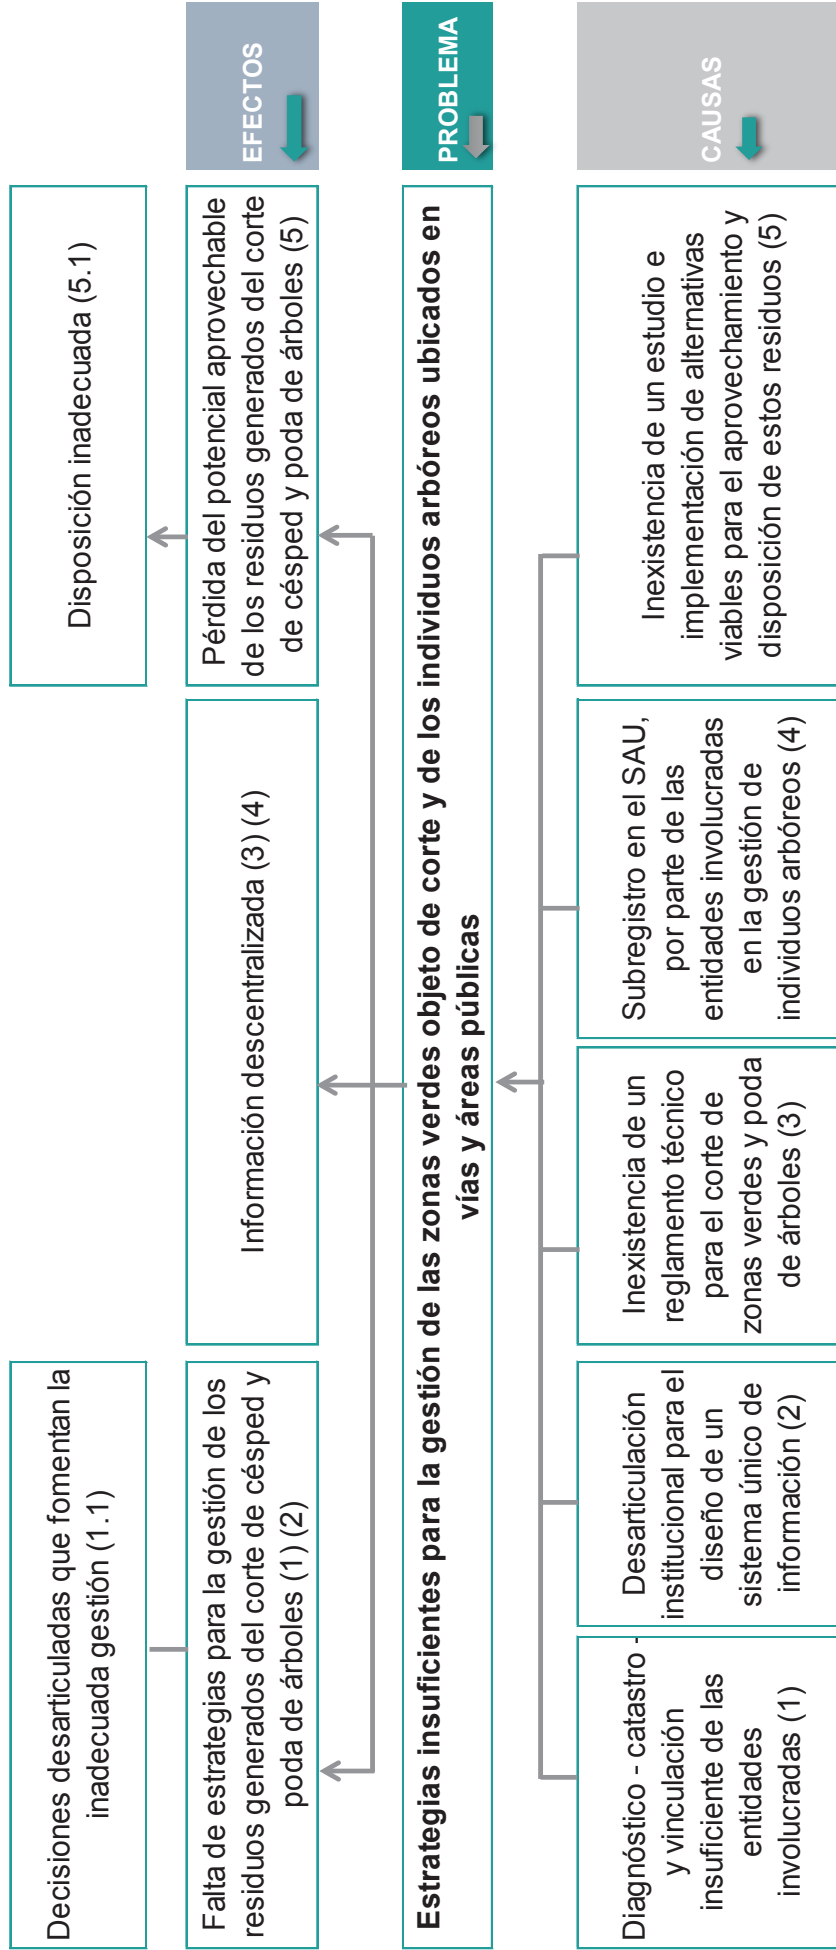 Decisiones desarticuladas que fomentan la
inadecuada gestión (1.1)
Disposición inadecuada (5.1)
Falta de estrategias para la gestión de los
residuos generados del corte de césped y
poda de árboles (1) (2)
Información descentralizada (3) (4)
Pérdida del potencial aprovechable
de los residuos generados del corte
de césped y poda de árboles (5)
EFECTOS
Estrategias insuficientes para la gestión de las zonas verdes objeto de corte y de los individuos arbóreos ubicados en
vías y áreas públicas
PROBLEMA
Diagnóstico - catastro -
y vinculación
insuficiente de las
entidades
involucradas (1)
Desarticulación
institucional para el
diseño de un
sistema único de
información (2)
Inexistencia de un
reglamento técnico
para el corte de
zonas verdes y poda
de árboles (3)
Subregistro en el SAU,
por parte de las
entidades involucradas
en la gestión de
individuos arbóreos (4)
Inexistencia de un estudio e
implementación de alternativas
viables para el aprovechamiento y
disposición de estos residuos (5)
CAUSAS